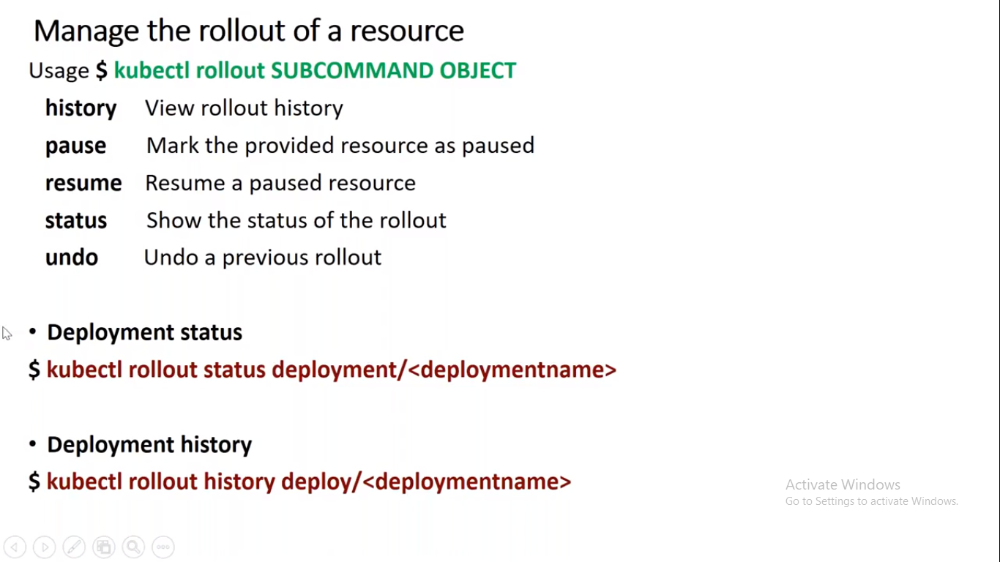 Manage the rollout of a resource
Usage $ kubectl rollout SUBCOMMAND OBJECT
history View rollout history
pause Mark the provided resource as paused
resume Resume a paused resource
status Show the status of the rollout
undo Undo a previous rollout
• Deployment status
$ kubectl rollout status deployment/<deploymentname>
• Deployment history
$ kubectl rollout history deploy/<deploymentname>
Activate Windows
Go to Settings to activate Windows.